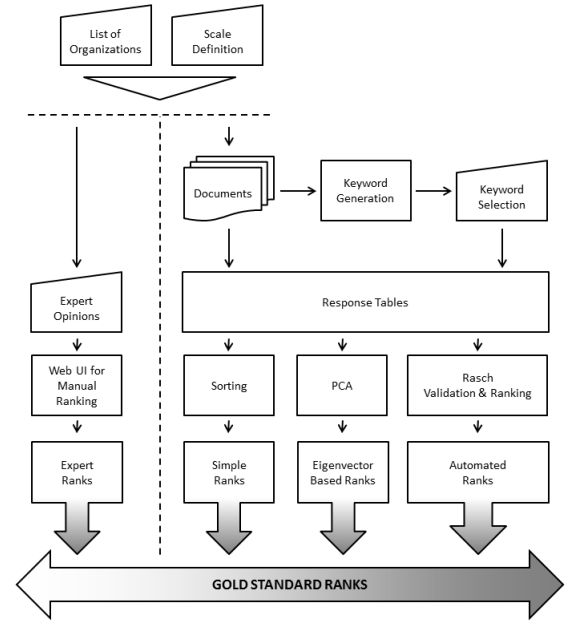 List of
Organizations
Scale
Definition
Documents
Keyword
Generation
Keyword
Selection
Expert
Opinions
Response Tables
Web UI for
Manual
Ranking
Sorting
PCA
Rasch
Validation & Ranking
Expert
Ranks
Simple
Ranks
Eigenvector
Based Ranks
Automated
Ranks
GOLD STANDARD RANKS